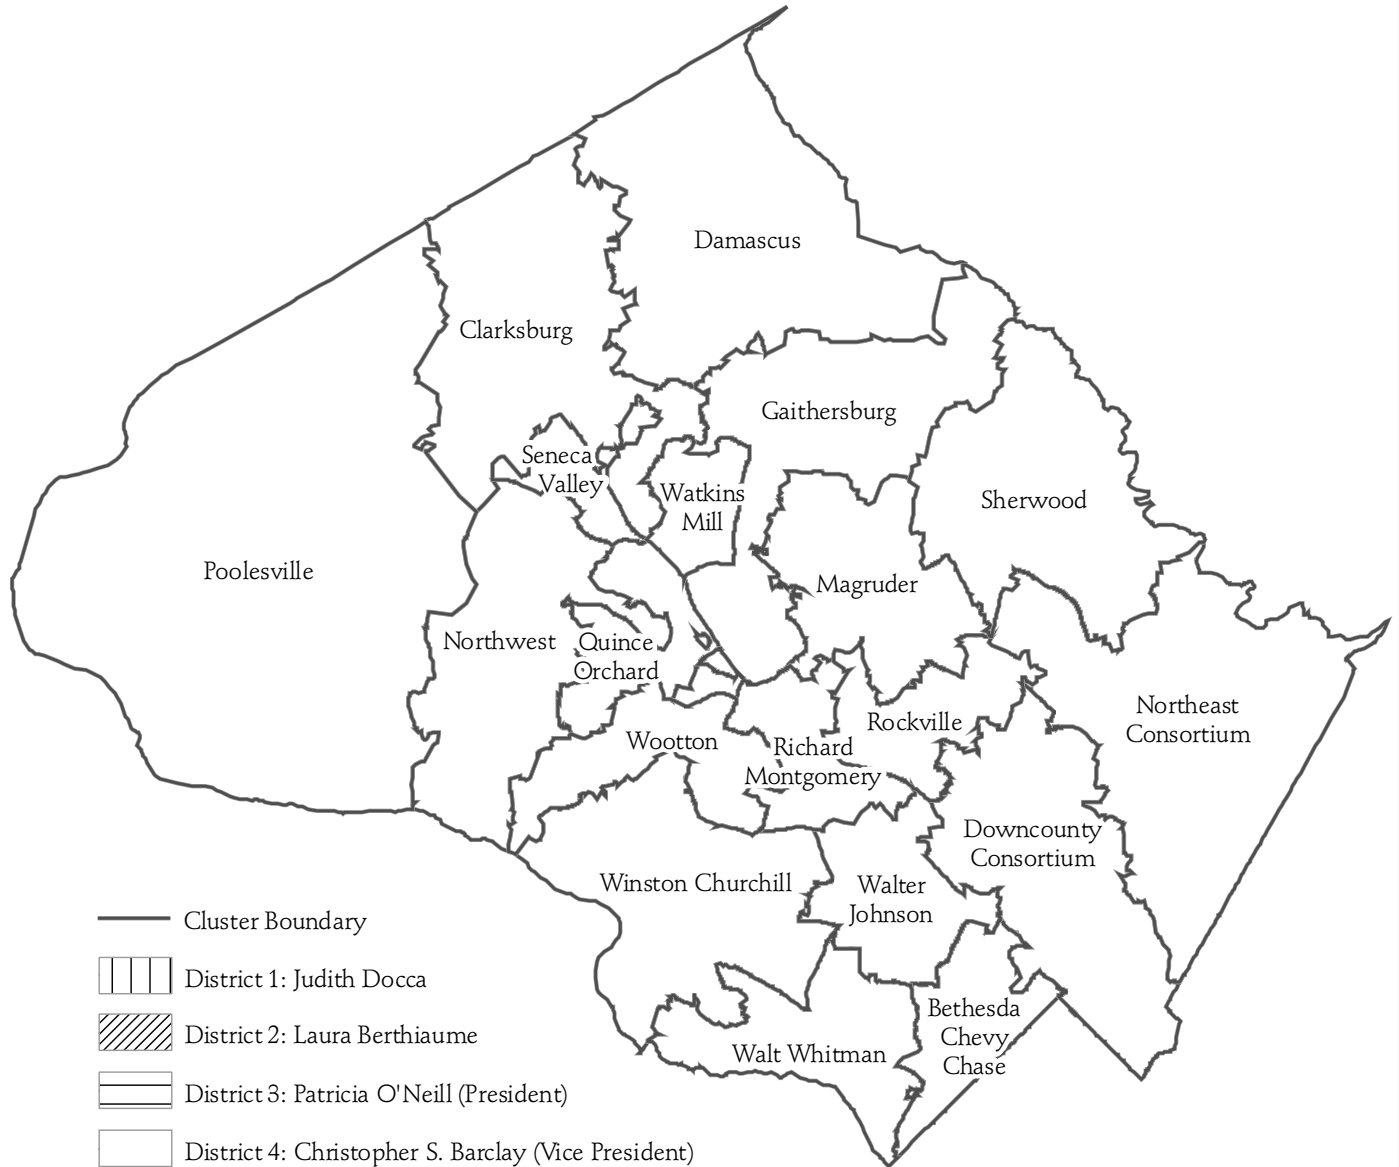 Damascus
Clarksburg
Gaithersburg
Seneca
Valley
Watkins
Mill
Sherwood
Poolesville
Magruder
Northwest
Quince
Orchard
Northeast
Consortium
Rockville
Wootton
Richard
Montgomery
Downcounty
Consortium
Winston Churchill
Walter
Johnson
Cluster Boundary
District 1: Judith Docca
Bethesda
Chevy
Chase
District 2: Laura Berthiaume
Walt Whitman
District 3: Patricia O'Neill (President)
District 4: Christopher S. Barclay (Vice President)